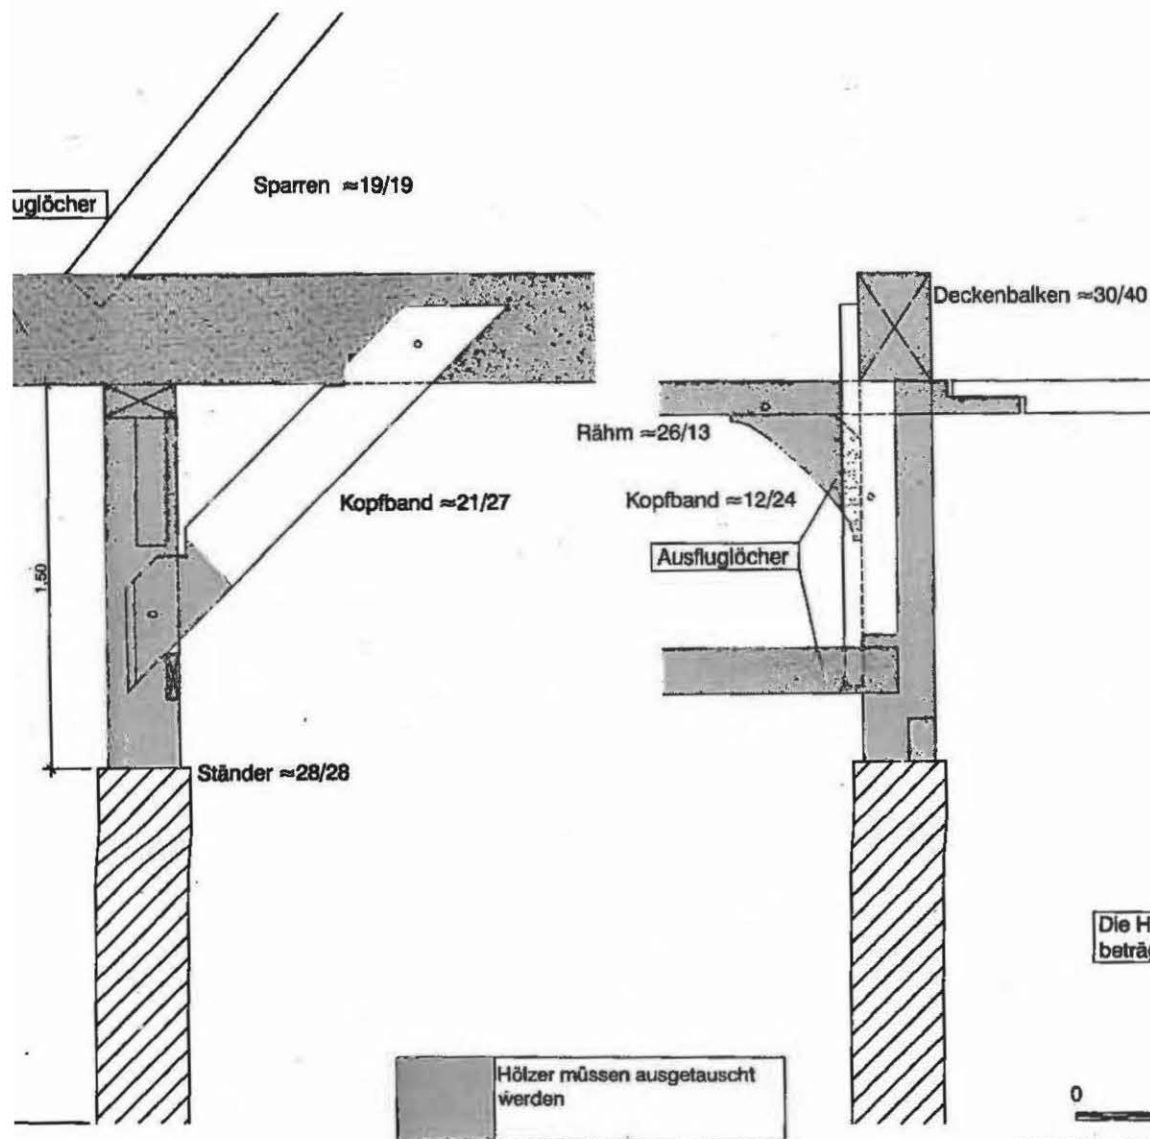 Sparren ≈19/19
uglöcher
Deckenbalken ≈30/40
Rähm ≈26/13
Kopfband ≈21/27
Kopfband ≈12/24
Ausfluglöcher
1.50
Ständer ≈28/28
Die H
beträg
Hölzer müssen ausgetauscht
werden
0